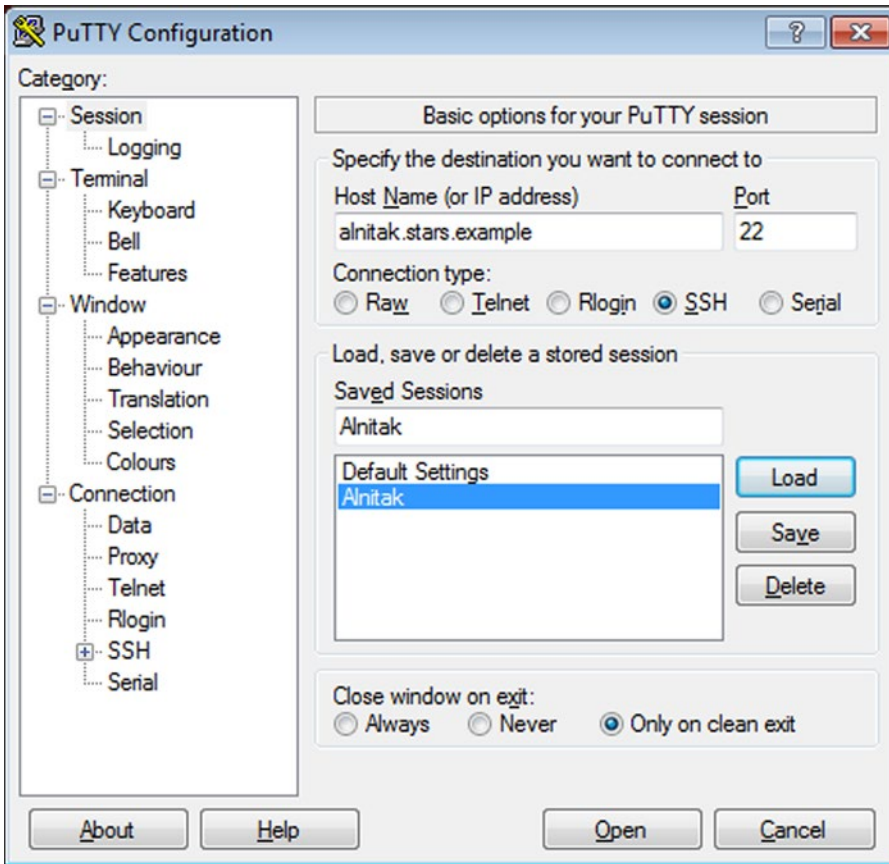 PuTTY Configuration
Category:
Session
Logging
Terminal
Keyboard
Bell
Features
Window
Appearance
Behaviour
Translation
Selection
Colours
Connection
Data
Proxy
Telnet
Rlogin
SSH
Serial
Basic options for your PuTTY session
Specify the destination you want to connect to
Host Name (or IP address) Port
alnitak.stars.example 22
Connection type:
Raw Telnet Rlogin SSH Serial
Load, save or delete a stored session
Saved Sessions
Alnitak
Default Settings
Alnitak
Load
Save
Delete
Close window on exit:
Always Never Only on clean exit
About Help Open Cancel